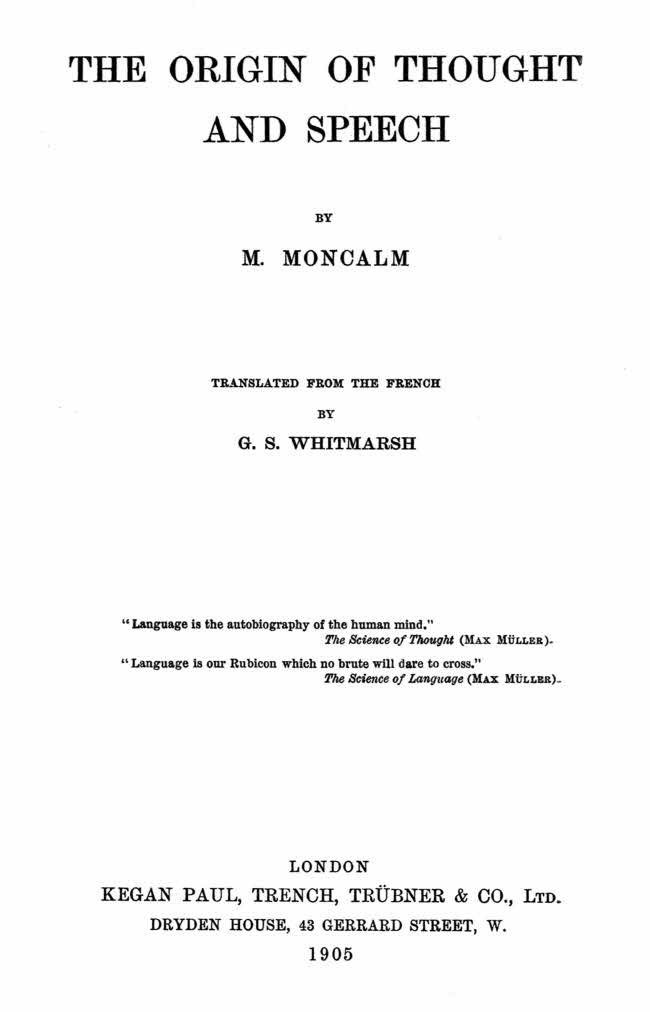 THE ORIGIN OF THOUGHT
AND SPEECH
BY
M. MONCALM
TRANSLATED FROM THE FRENCH
BY
G. S. WHITMARSH
"Language is the autobiography of the human mind."
The Science of Thought (MAX MÜLLER).
"Language is our Rubicon which no brute will dare to cross."
The Science of Language (MAX MÜLLER).
LONDON
KEGAN PAUL, TRENCH, TRÜBNER & CO., LTD.
DRYDEN HOUSE, 43 GERRARD STREET, W.
1905